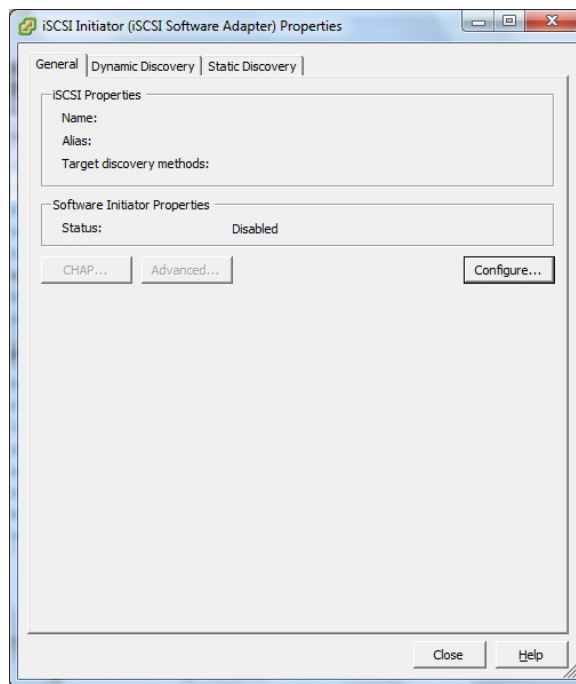 iSCSI Initiator (iSCSI Software Adapter) Properties
General Dynamic Discovery Static Discovery
iSCSI Properties
Name:
Alias:
Target discovery methods:
Software Initiator Properties
Status: Disabled
CHAP... Advanced... Configure...
Close Help